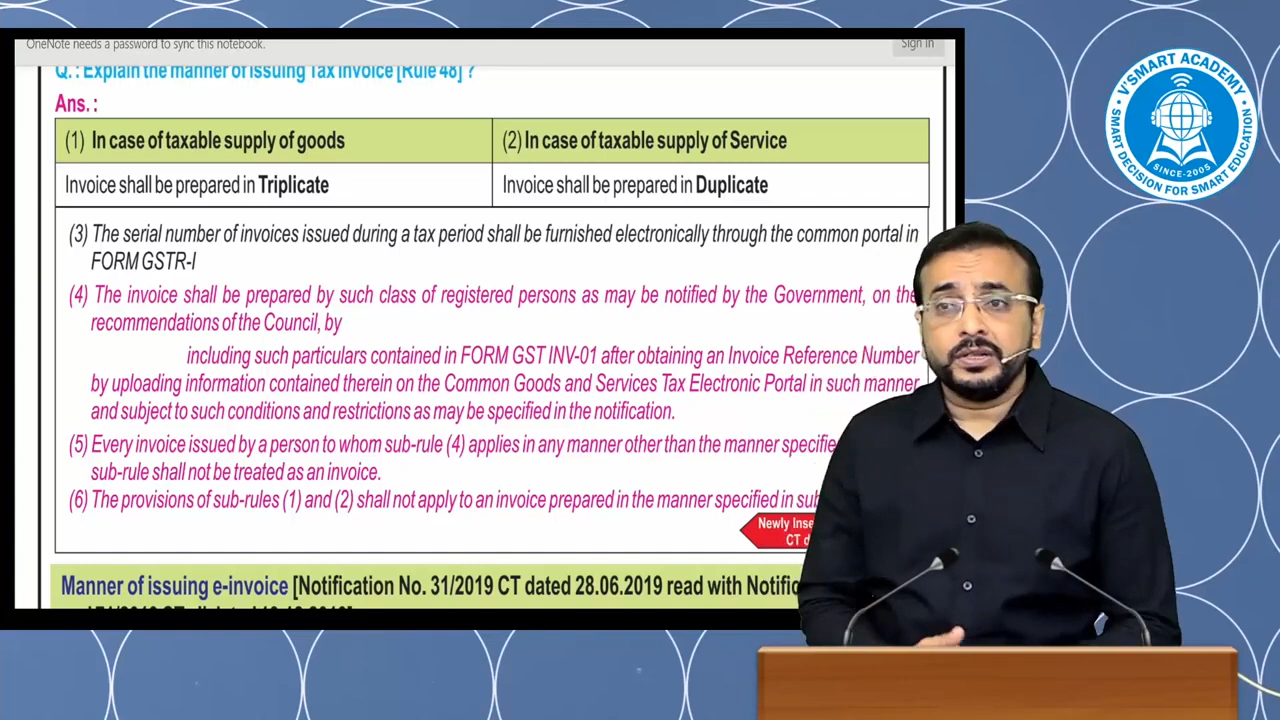 OneNote needs a password to sync this notebook.
Sign in
Q. : Explain the manner of issuing Tax Invoice [Rule 48] ?
Ans. :
(1) In case of taxable supply of goods
(2) In case of taxable supply of Service
Invoice shall be prepared in Triplicate
Invoice shall be prepared in Duplicate
(3) The serial number of invoices issued during a tax period shall be furnished electronically through the common portal in
FORM GSTR-I
(4) The invoice shall be prepared by such class of registered persons as may be notified by the Government, on the
recommendations of the Council, by
including such particulars contained in FORM GST INV-01 after obtaining an Invoice Reference Number
by uploading information contained therein on the Common Goods and Services Tax Electronic Portal in such manner
and subject to such conditions and restrictions as may be specified in the notification.
(5) Every invoice issued by a person to whom sub-rule (4) applies in any manner other than the manner specifie
sub-rule shall not be treated as an invoice.
(6) The provisions of sub-rules (1) and (2) shall not apply to an invoice prepared in the manner specified in sub
Newly Inse
CT d
Manner of issuing e-invoice [Notification No. 31/2019 CT dated 28.06.2019 read with Notific
V'SMART ACADEMY
SINCE-2005
SMART DECISION FOR SMART EDUCATION